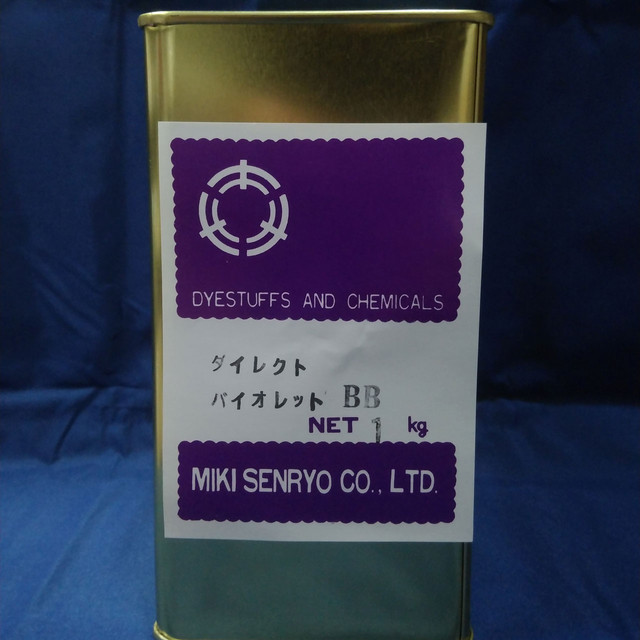 DYESTUFFS AND CHEMICALS
ダイレクト
バイオレット BB
NET 1 kg
MIKI SENRYO CO., LTD.